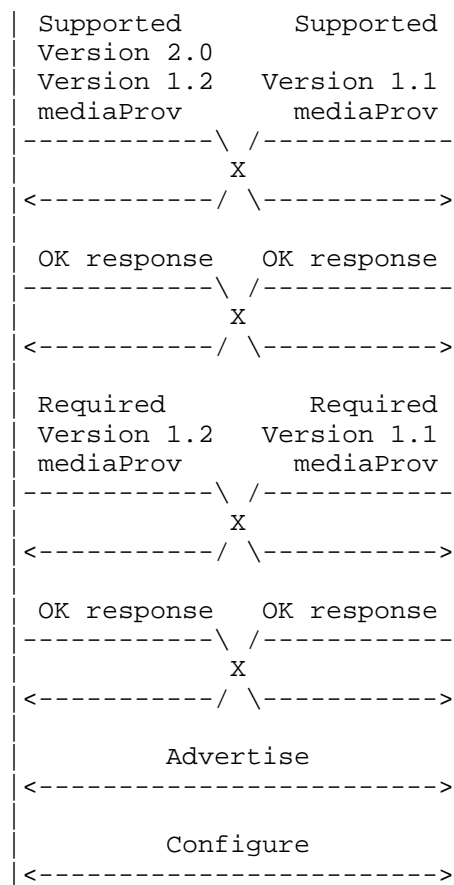 Supported Supported
Version 2.0
Version 1.2 Version 1.1
mediaProv mediaProv
------------\ /------------
X
<-----------/ \----------->
OK response OK response
------------\ /------------
X
<-----------/ \----------->
Required Required
Version 1.2 Version 1.1
mediaProv mediaProv
------------\ /------------
X
<-----------/ \----------->
OK response OK response
------------\ /------------
X
<-----------/ \----------->
Advertise
<------------------------->
Configure
<------------------------->